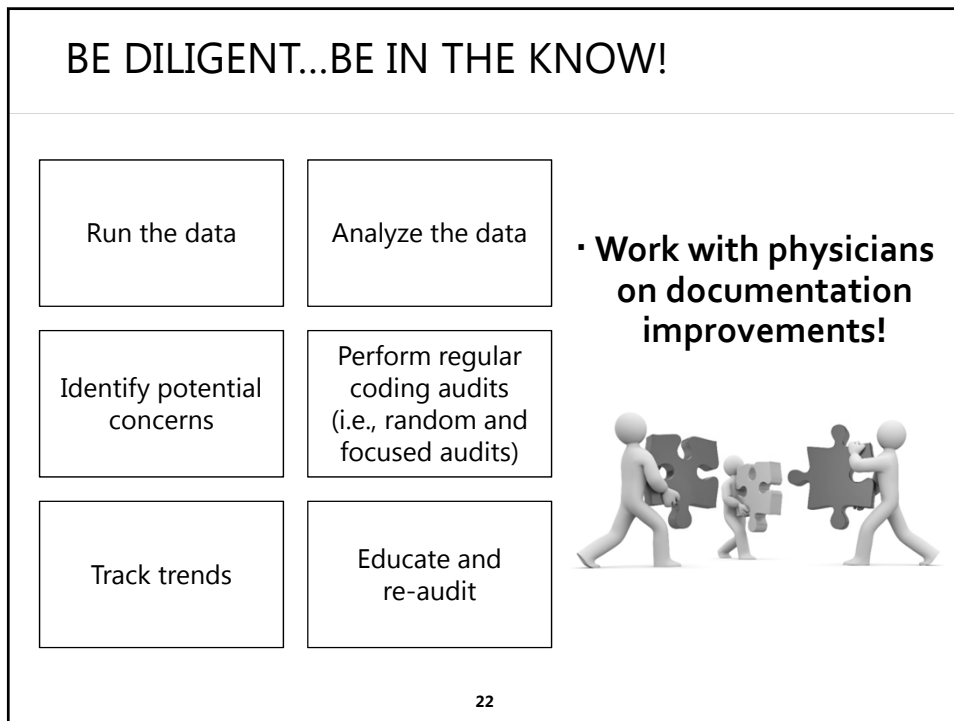 BE DILIGENT...BE IN THE KNOW!
Run the data
Analyze the data
Identify potential
concerns
Perform regular
coding audits
(i.e., random and
focused audits)
Track trends
Educate and
re-audit
· Work with physicians
on documentation
improvements!
22